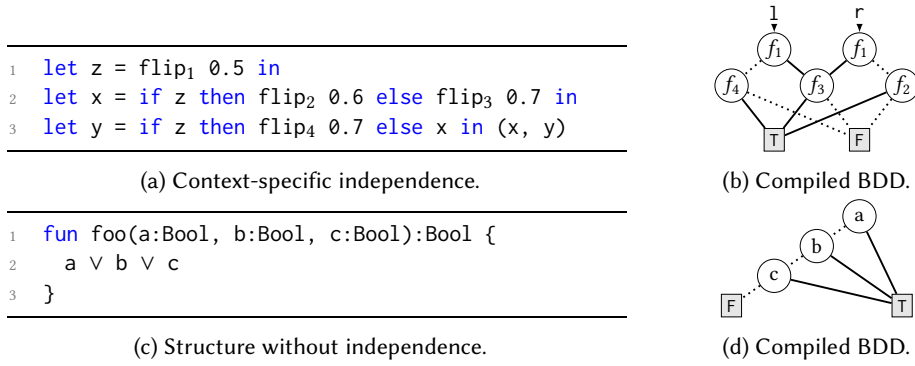 1 let z = flip₁ 0.5 in
2 let x = if z then flip₂ 0.6 else flip₃ 0.7 in
3 let y = if z then flip₄ 0.7 else x in (x, y)
(a) Context-specific independence.
l r
f₁ f₁
f₄ f₃ f₂
T F
(b) Compiled BDD.
1 fun foo(a:Bool, b:Bool, c:Bool):Bool {
2 a ∨ b ∨ c
3 }
(c) Structure without independence.
a
b
c
F T
(d) Compiled BDD.